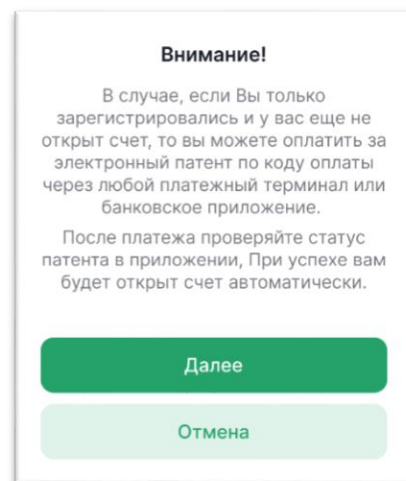 Внимание!
В случае, если Вы только
зарегистрировались и у вас еще не
открыт счет, то вы можете оплатить за
электронный патент по коду оплаты
через любой платежный терминал или
банковское приложение.
После платежа проверяйте статус
патента в приложении, При успехе вам
будет открыт счет автоматически.
Далее
Отмена